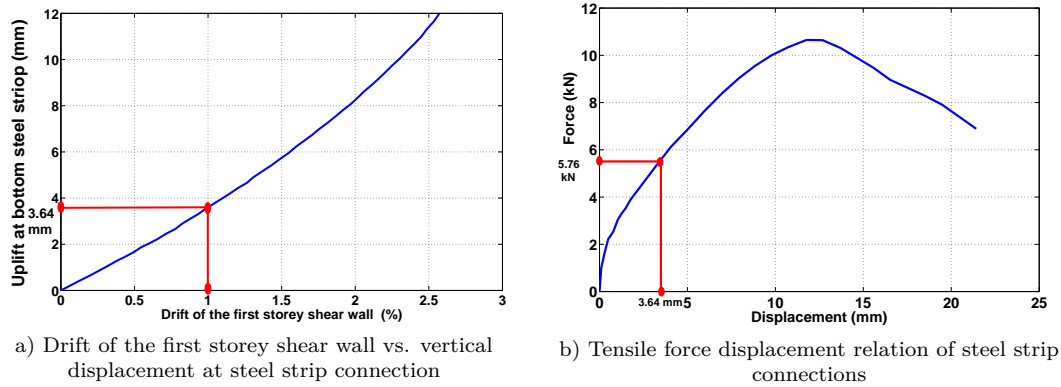 12
10
8
6
4
2
0
Uplift at bottom steel striop (mm)
3.64
mm
0
0.5
1
1.5
2
2.5
3
Drift of the first storey shear wall (%)
a) Drift of the first storey shear wall vs. vertical
displacement at steel strip connection
12
10
8
6
4
2
0
Force (kN)
5.76
kN
0
5
10
15
20
25
3.64 mm
Displacement (mm)
b) Tensile force displacement relation of steel strip
connections